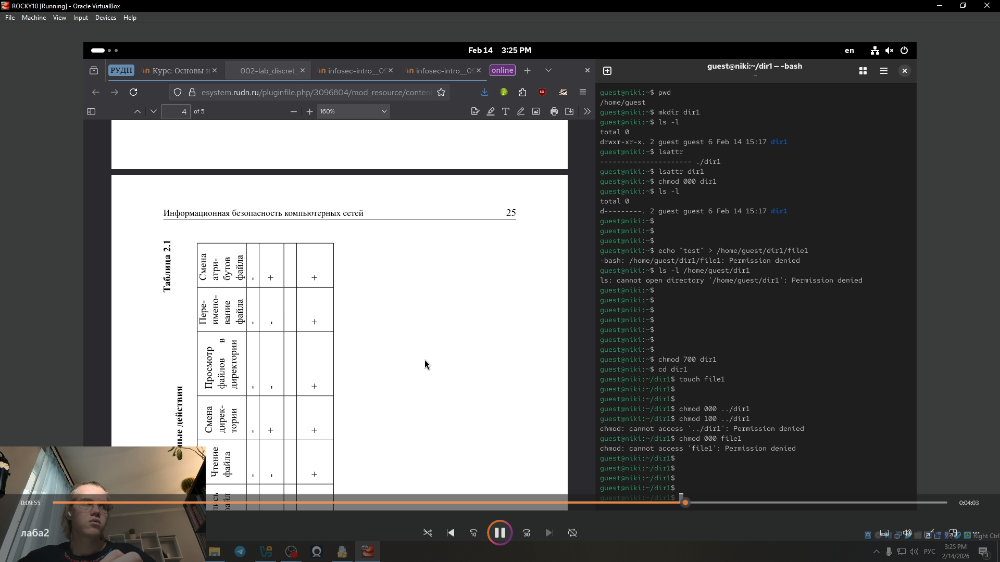 ROCKY10 [Running] - Oracle VirtualBox
File Machine View Input Devices Help
Feb 14 3:25 PM
en
РУДН
Курс: Основы и
002-lab_discret_
infosec-intro__09
infosec-intro__09
online
esystem.rudn.ru/pluginfile.php/3096804/mod_resource/content
4 of 5
160%
Информационная безопасность компьютерных сетей 25
Таблица 2.1
ные действия
Смена атри-
бутов
файла
- + +
Пере-
имено-
вание
файла
- - +
Просмотр
файлов в
директории
- - +
Смена
дирек-
тории
- + +
Чтение
файла
- - +
guest@niki:~/dir1 — -bash
~
guest@niki:~$ pwd
/home/guest
guest@niki:~$ mkdir dir1
guest@niki:~$ ls -l
total 0
drwxr-xr-x. 2 guest guest 6 Feb 14 15:17 dir1
guest@niki:~$ lsattr
---------------------- ./dir1
guest@niki:~$ lsattr dir1
guest@niki:~$ chmod 000 dir1
guest@niki:~$ ls -l
total 0
d---------. 2 guest guest 6 Feb 14 15:17 dir1
guest@niki:~$
guest@niki:~$
guest@niki:~$
guest@niki:~$ echo "test" > /home/guest/dir1/file1
-bash: /home/guest/dir1/file1: Permission denied
guest@niki:~$ ls -l /home/guest/dir1
ls: cannot open directory '/home/guest/dir1': Permission denied
guest@niki:~$
guest@niki:~$
guest@niki:~$
guest@niki:~$
guest@niki:~$
guest@niki:~$
guest@niki:~$
guest@niki:~$ chmod 700 dir1
guest@niki:~$ cd dir1
guest@niki:~/dir1$ touch file1
guest@niki:~/dir1$
guest@niki:~/dir1$
guest@niki:~/dir1$ chmod 000 ../dir1
guest@niki:~/dir1$ chmod 100 ../dir1
chmod: cannot access '../dir1': Permission denied
guest@niki:~/dir1$ chmod 000 file1
chmod: cannot access 'file1': Permission denied
guest@niki:~/dir1$
guest@niki:~/dir1$
guest@niki:~/dir1$
guest@niki:~/dir1$
guest@niki:~/dir1$
0:09:55
0:04:03
лаба2
10
30
Right Ctrl
РУС
3:25 PM
2/14/2026
3